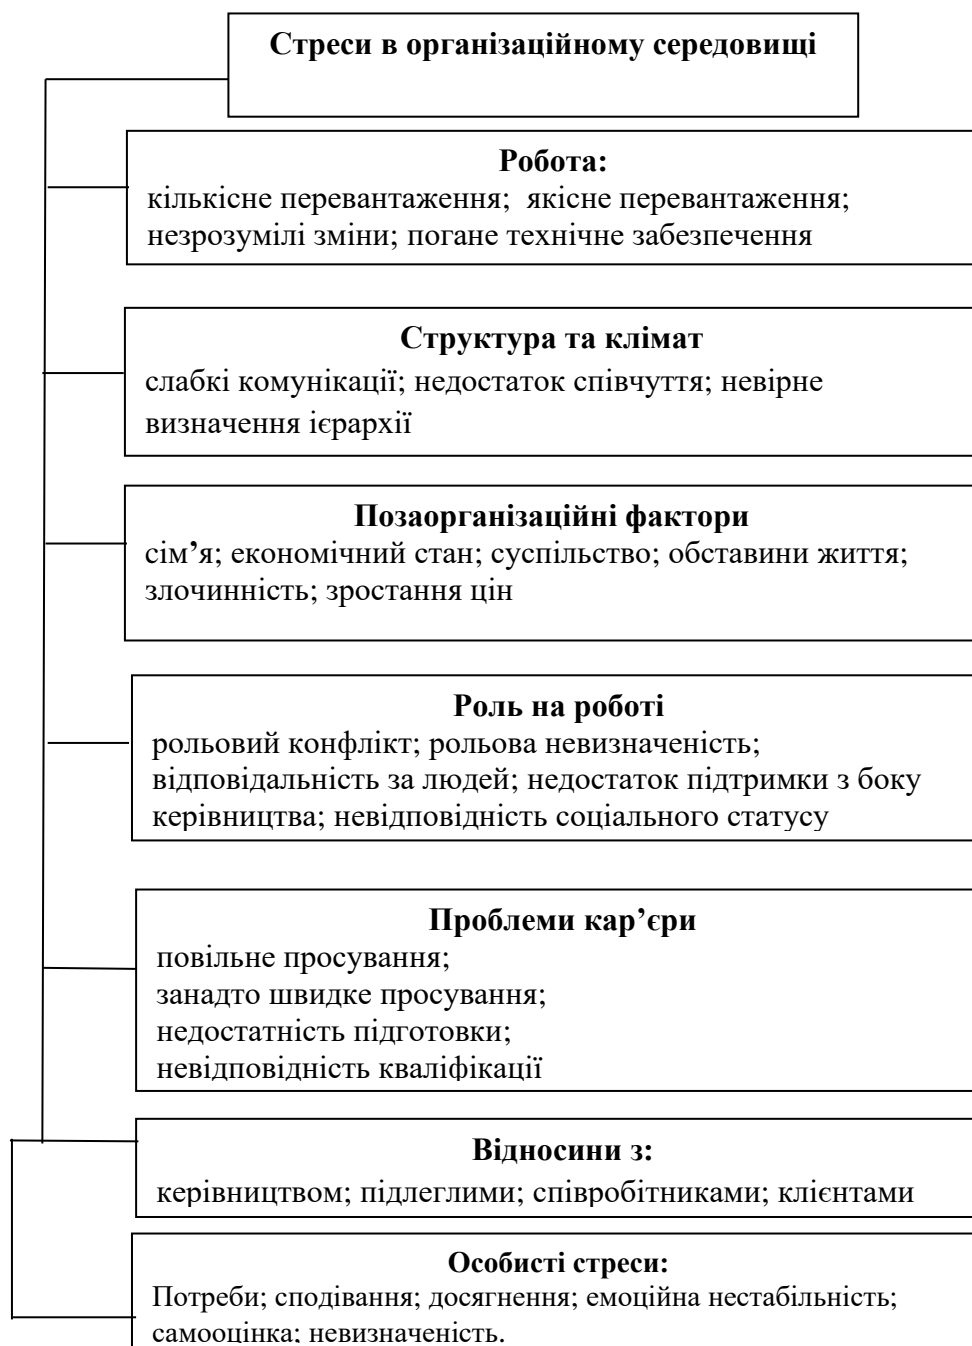 Стреси в організаційному середовищі
Робота:
кількісне перевантаження; якісне перевантаження;
незрозумілі зміни; погане технічне забезпечення
Структура та клімат
слабкі комунікації; недостаток співчуття; невірне
визначення ієрархії
Позаорганізаційні фактори
сім’я; економічний стан; суспільство; обставини життя;
злочинність; зростання цін
Роль на роботі
рольовий конфлікт; рольова невизначеність;
відповідальність за людей; недостаток підтримки з боку
керівництва; невідповідність соціального статусу
Проблеми кар’єри
повільне просування;
занадто швидке просування;
недостатність підготовки;
невідповідність кваліфікації
Відносини з:
керівництвом; підлеглими; співробітниками; клієнтами
Особисті стреси:
Потреби; сподівання; досягнення; емоційна нестабільність;
самооцінка; невизначеність.